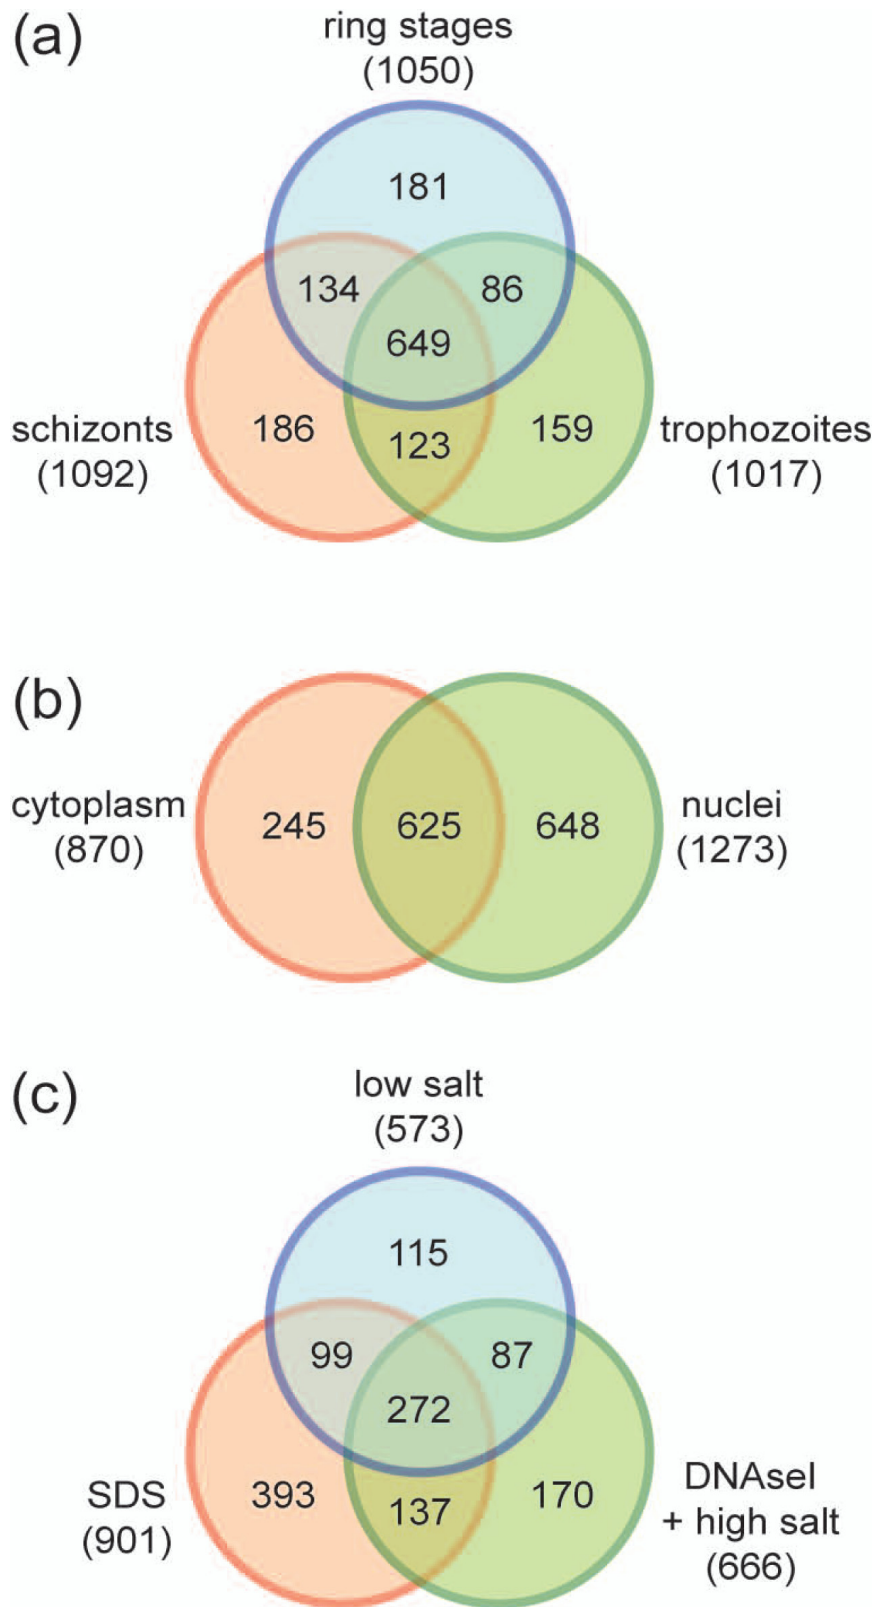 (a)
ring stages
(1050)
181
134
86
649
schizonts
(1092)
186
123
159
trophozoites
(1017)
(b)
cytoplasm
(870)
245
625
648
nuclei
(1273)
(c)
low salt
(573)
115
99
87
272
SDS
(901)
393
137
170
DNAseI
+ high salt
(666)